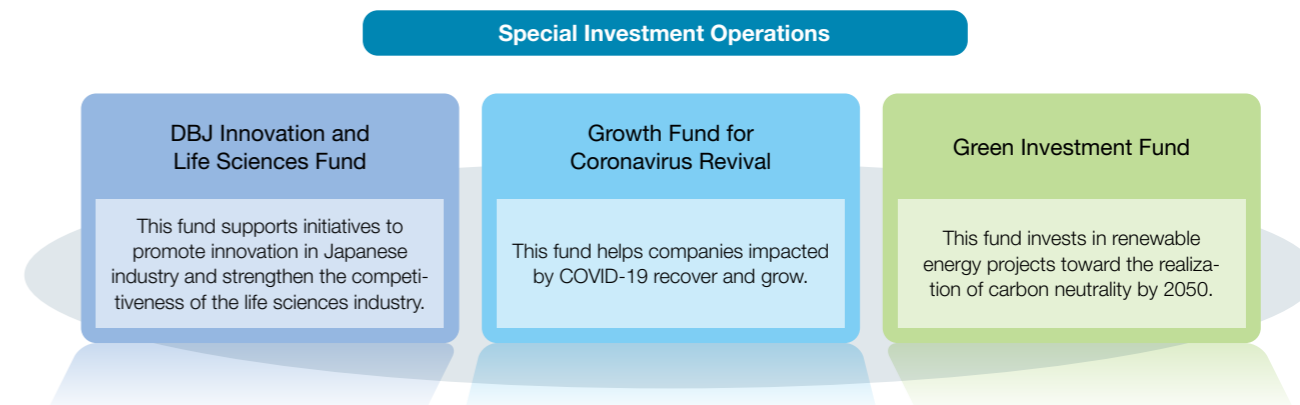 Special Investment Operations
DBJ Innovation and
Life Sciences Fund
This fund supports initiatives to
promote innovation in Japanese
industry and strengthen the competi-
tiveness of the life sciences industry.
Growth Fund for
Coronavirus Revival
This fund helps companies impacted
by COVID-19 recover and grow.
Green Investment Fund
This fund invests in renewable
energy projects toward the realiza-
tion of carbon neutrality by 2050.